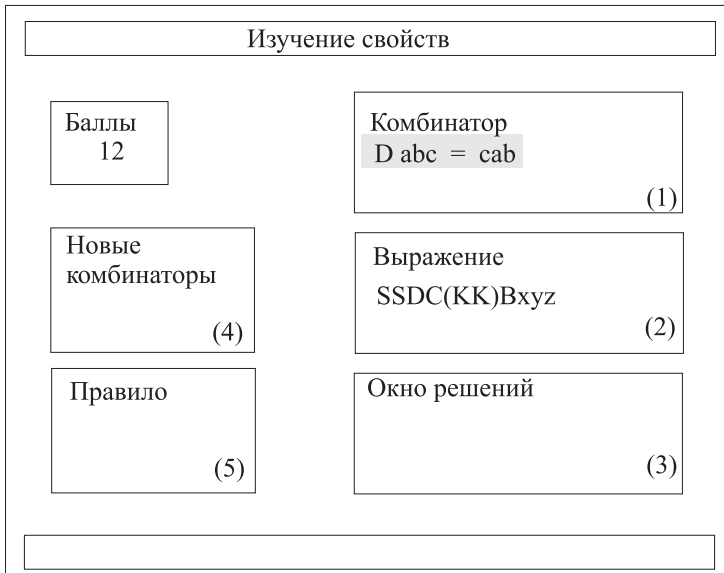 Изучение свойств
Баллы
12
Комбинатор
D abc = cab
(1)
Новые
комбинаторы
(4)
Выражение
SSDC(KK)Bxyz
(2)
Правило
(5)
Окно решений
(3)